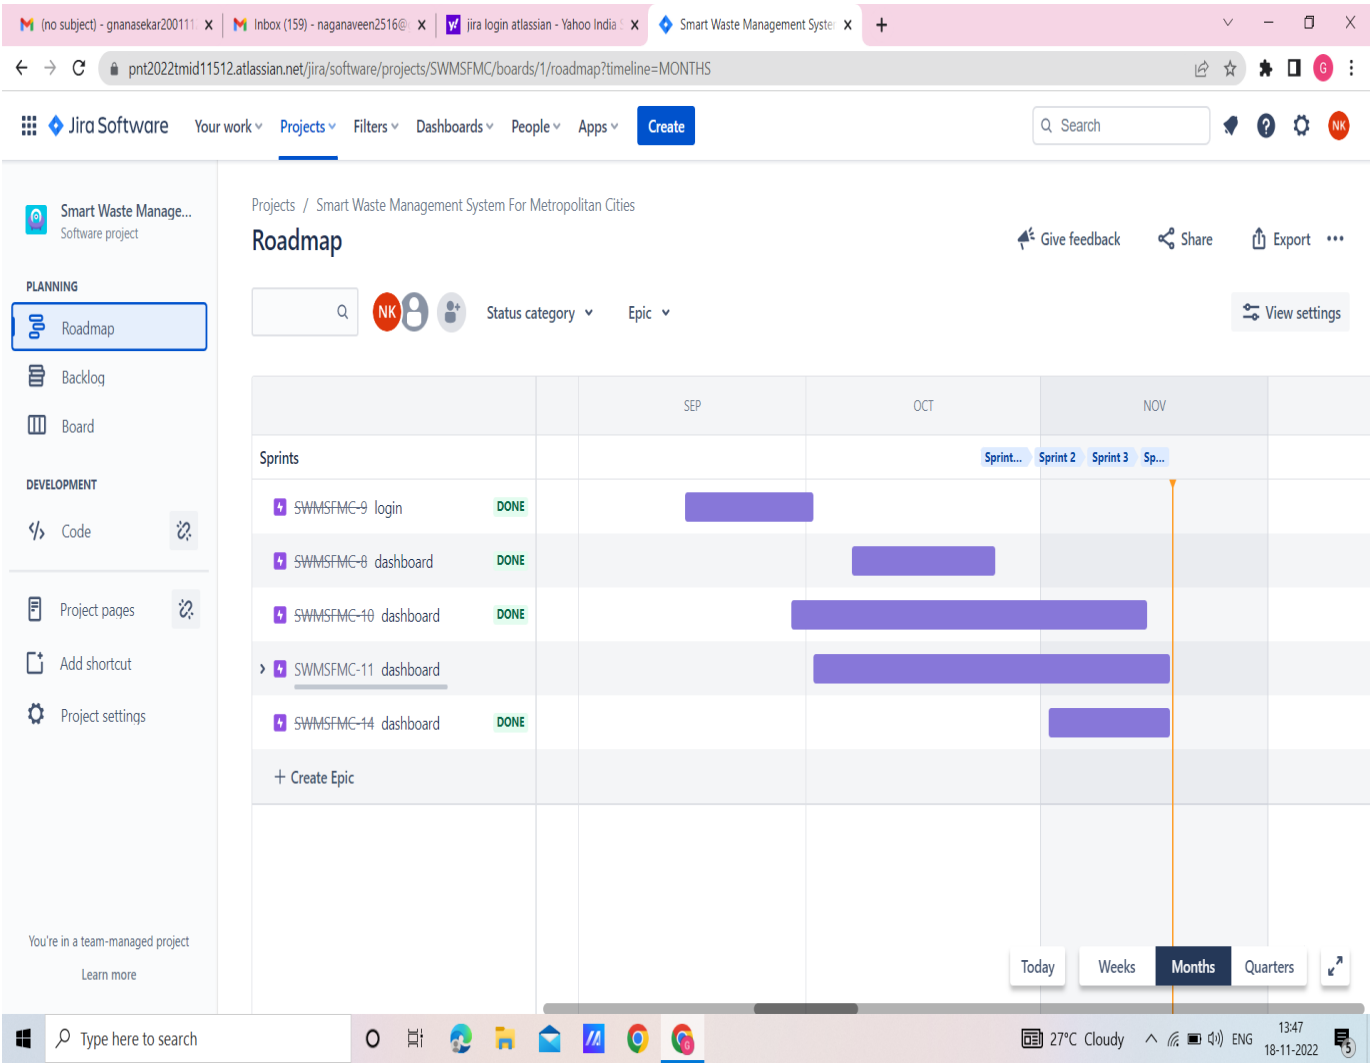 (no subject) - gnanasekar200111
Inbox (159) - naganaveen2516@
jira login atlassian - Yahoo India
Smart Waste Management System
pnt2022tmid11512.atlassian.net/jira/software/projects/SWMSFMC/boards/1/roadmap?timeline=MONTHS
G
Jira Software Your work Projects Filters Dashboards People Apps Create Search NK
Smart Waste Manage...
Software project
PLANNING
Roadmap
Backlog
Board
DEVELOPMENT
Code
Project pages
Add shortcut
Project settings
You're in a team-managed project
Learn more
Projects / Smart Waste Management System For Metropolitan Cities
Roadmap
Give feedback Share Export
NK Status category Epic View settings
SEP OCT NOV
Sprints Sprint... Sprint 2 Sprint 3 Sp...
SWMSFMC-9 login DONE
SWMSFMC-8 dashboard DONE
SWMSFMC-10 dashboard DONE
SWMSFMC-11 dashboard
SWMSFMC-14 dashboard DONE
+ Create Epic
Today Weeks Months Quarters
Type here to search
27°C Cloudy
ENG
13:47
18-11-2022
5